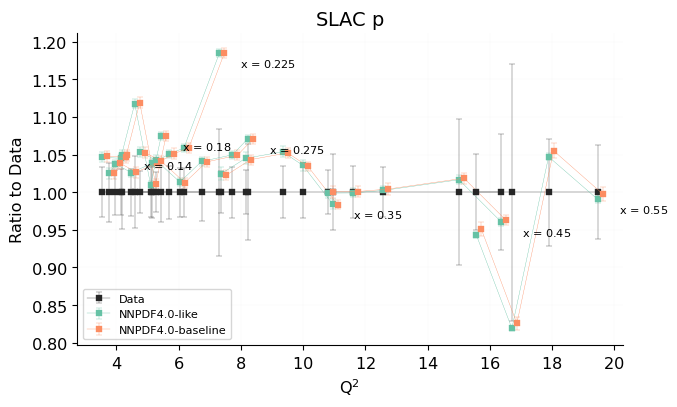 SLAC p
Ratio to Data
1.20
1.15
1.10
1.05
1.00
0.95
0.90
0.85
0.80
x = 0.225
x = 0.18
x = 0.275
x = 0.14
x = 0.35
x = 0.55
x = 0.45
Data
NNPDF4.0-like
NNPDF4.0-baseline
4 6 8 10 12 14 16 18 20
Q²